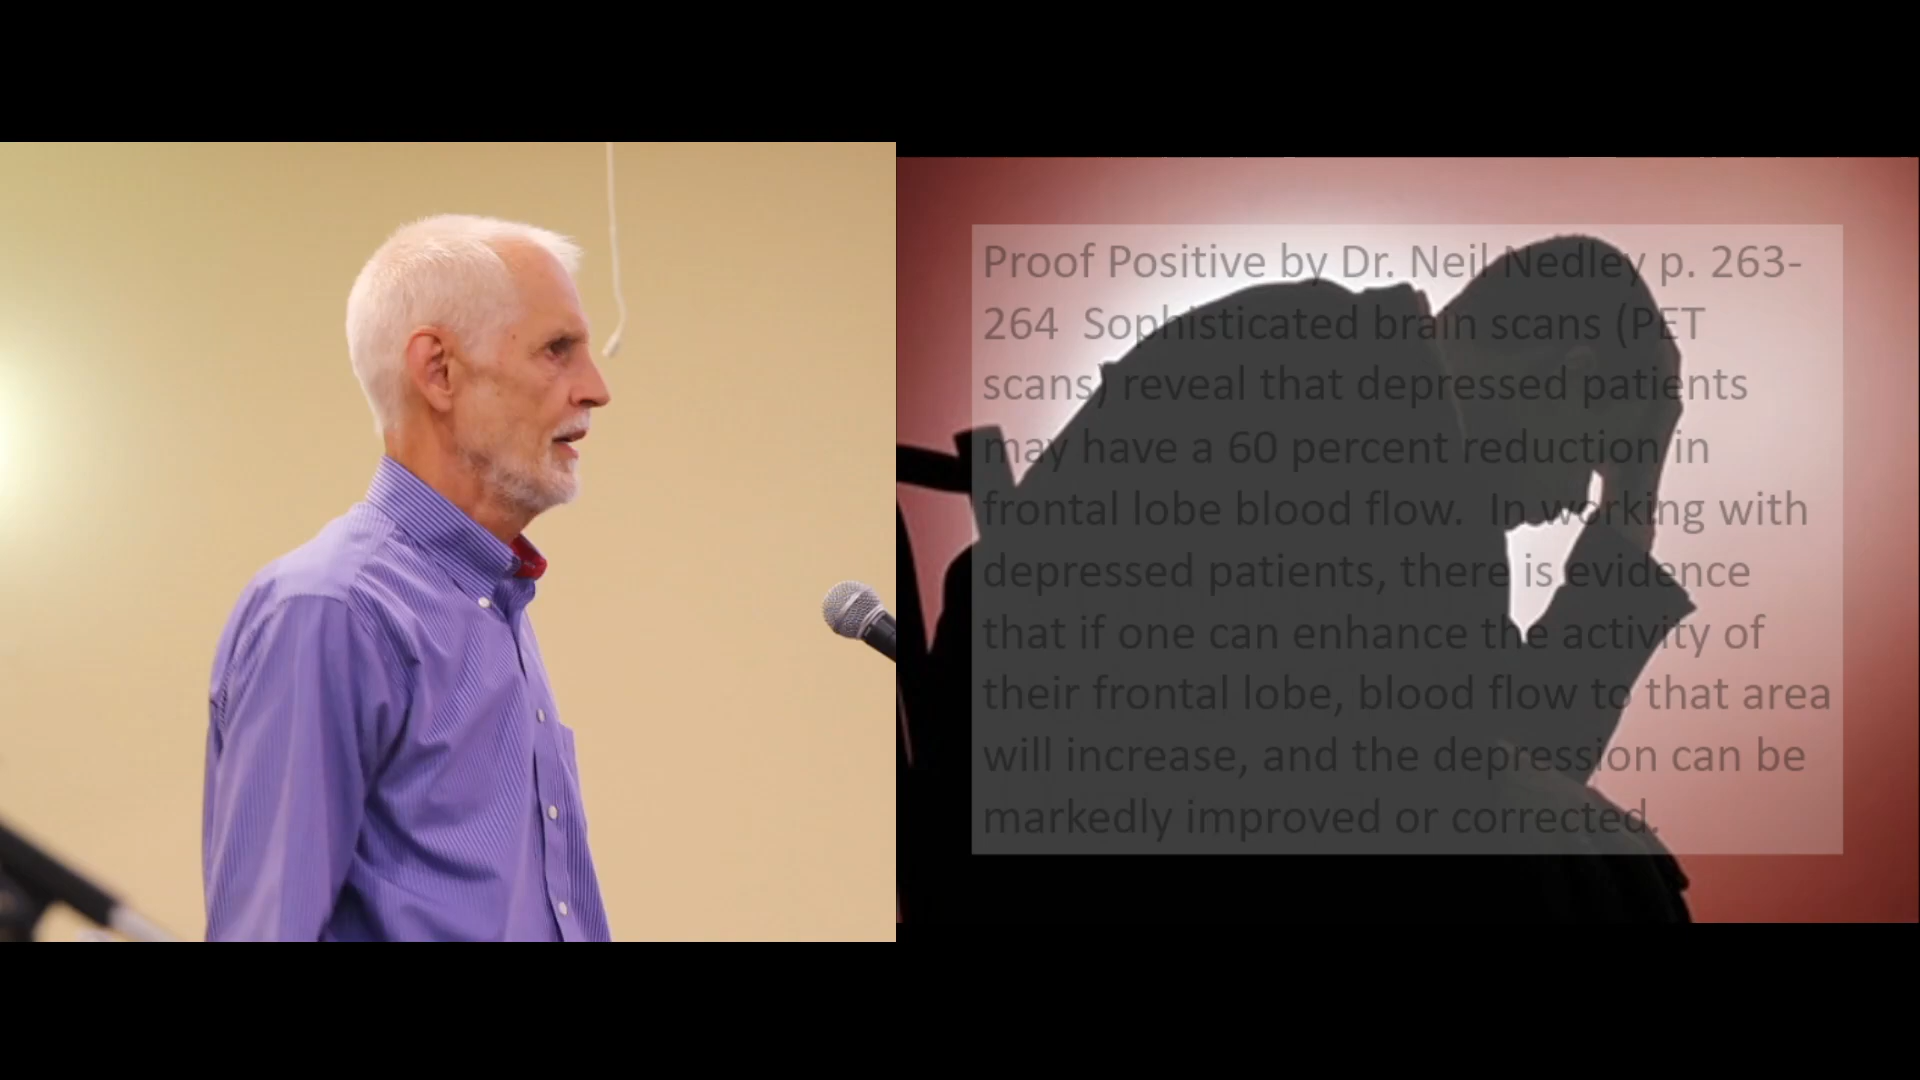 Proof Positive by Dr. Neil Nedley p. 263-
264  Sophisticated brain scans (PET
scans) reveal that depressed patients
may have a 60 percent reduction in
frontal lobe blood flow.  In working with
depressed patients, there is evidence
that if one can enhance the activity of
their frontal lobe, blood flow to that area
will increase, and the depression can be
markedly improved or corrected.